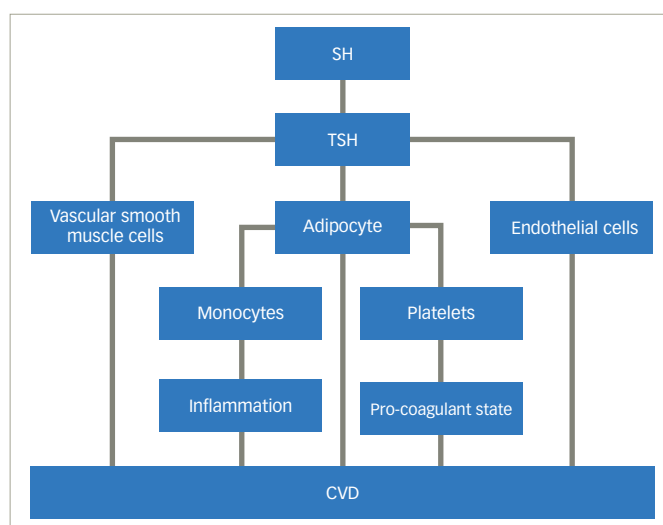 SH
TSH
Vascular smooth
muscle cells
Adipocyte
Endothelial cells
Monocytes
Platelets
Inflammation
Pro-coagulant state
CVD